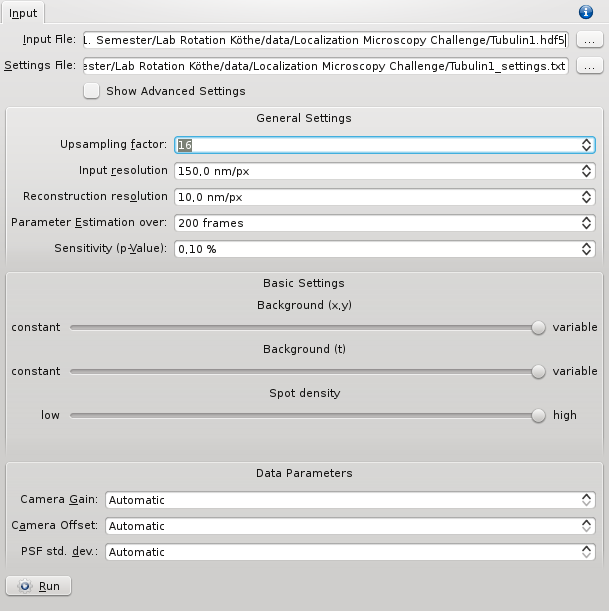 Input
Input File: 1. Semester/Lab Rotation Köthe/data/Localization Microscopy Challenge/Tubulin1.hdf5 ...
Settings File: ester/Lab Rotation Köthe/data/Localization Microscopy Challenge/Tubulin1_settings.txt ...
Show Advanced Settings
General Settings
Upsampling factor: 16
Input resolution 150,0 nm/px
Reconstruction resolution 10,0 nm/px
Parameter Estimation over: 200 frames
Sensitivity (p-Value): 0,10 %
Basic Settings
Background (x,y)
constant variable
Background (t)
constant variable
Spot density
low high
Data Parameters
Camera Gain: Automatic
Camera Offset: Automatic
PSF std. dev.: Automatic
Run